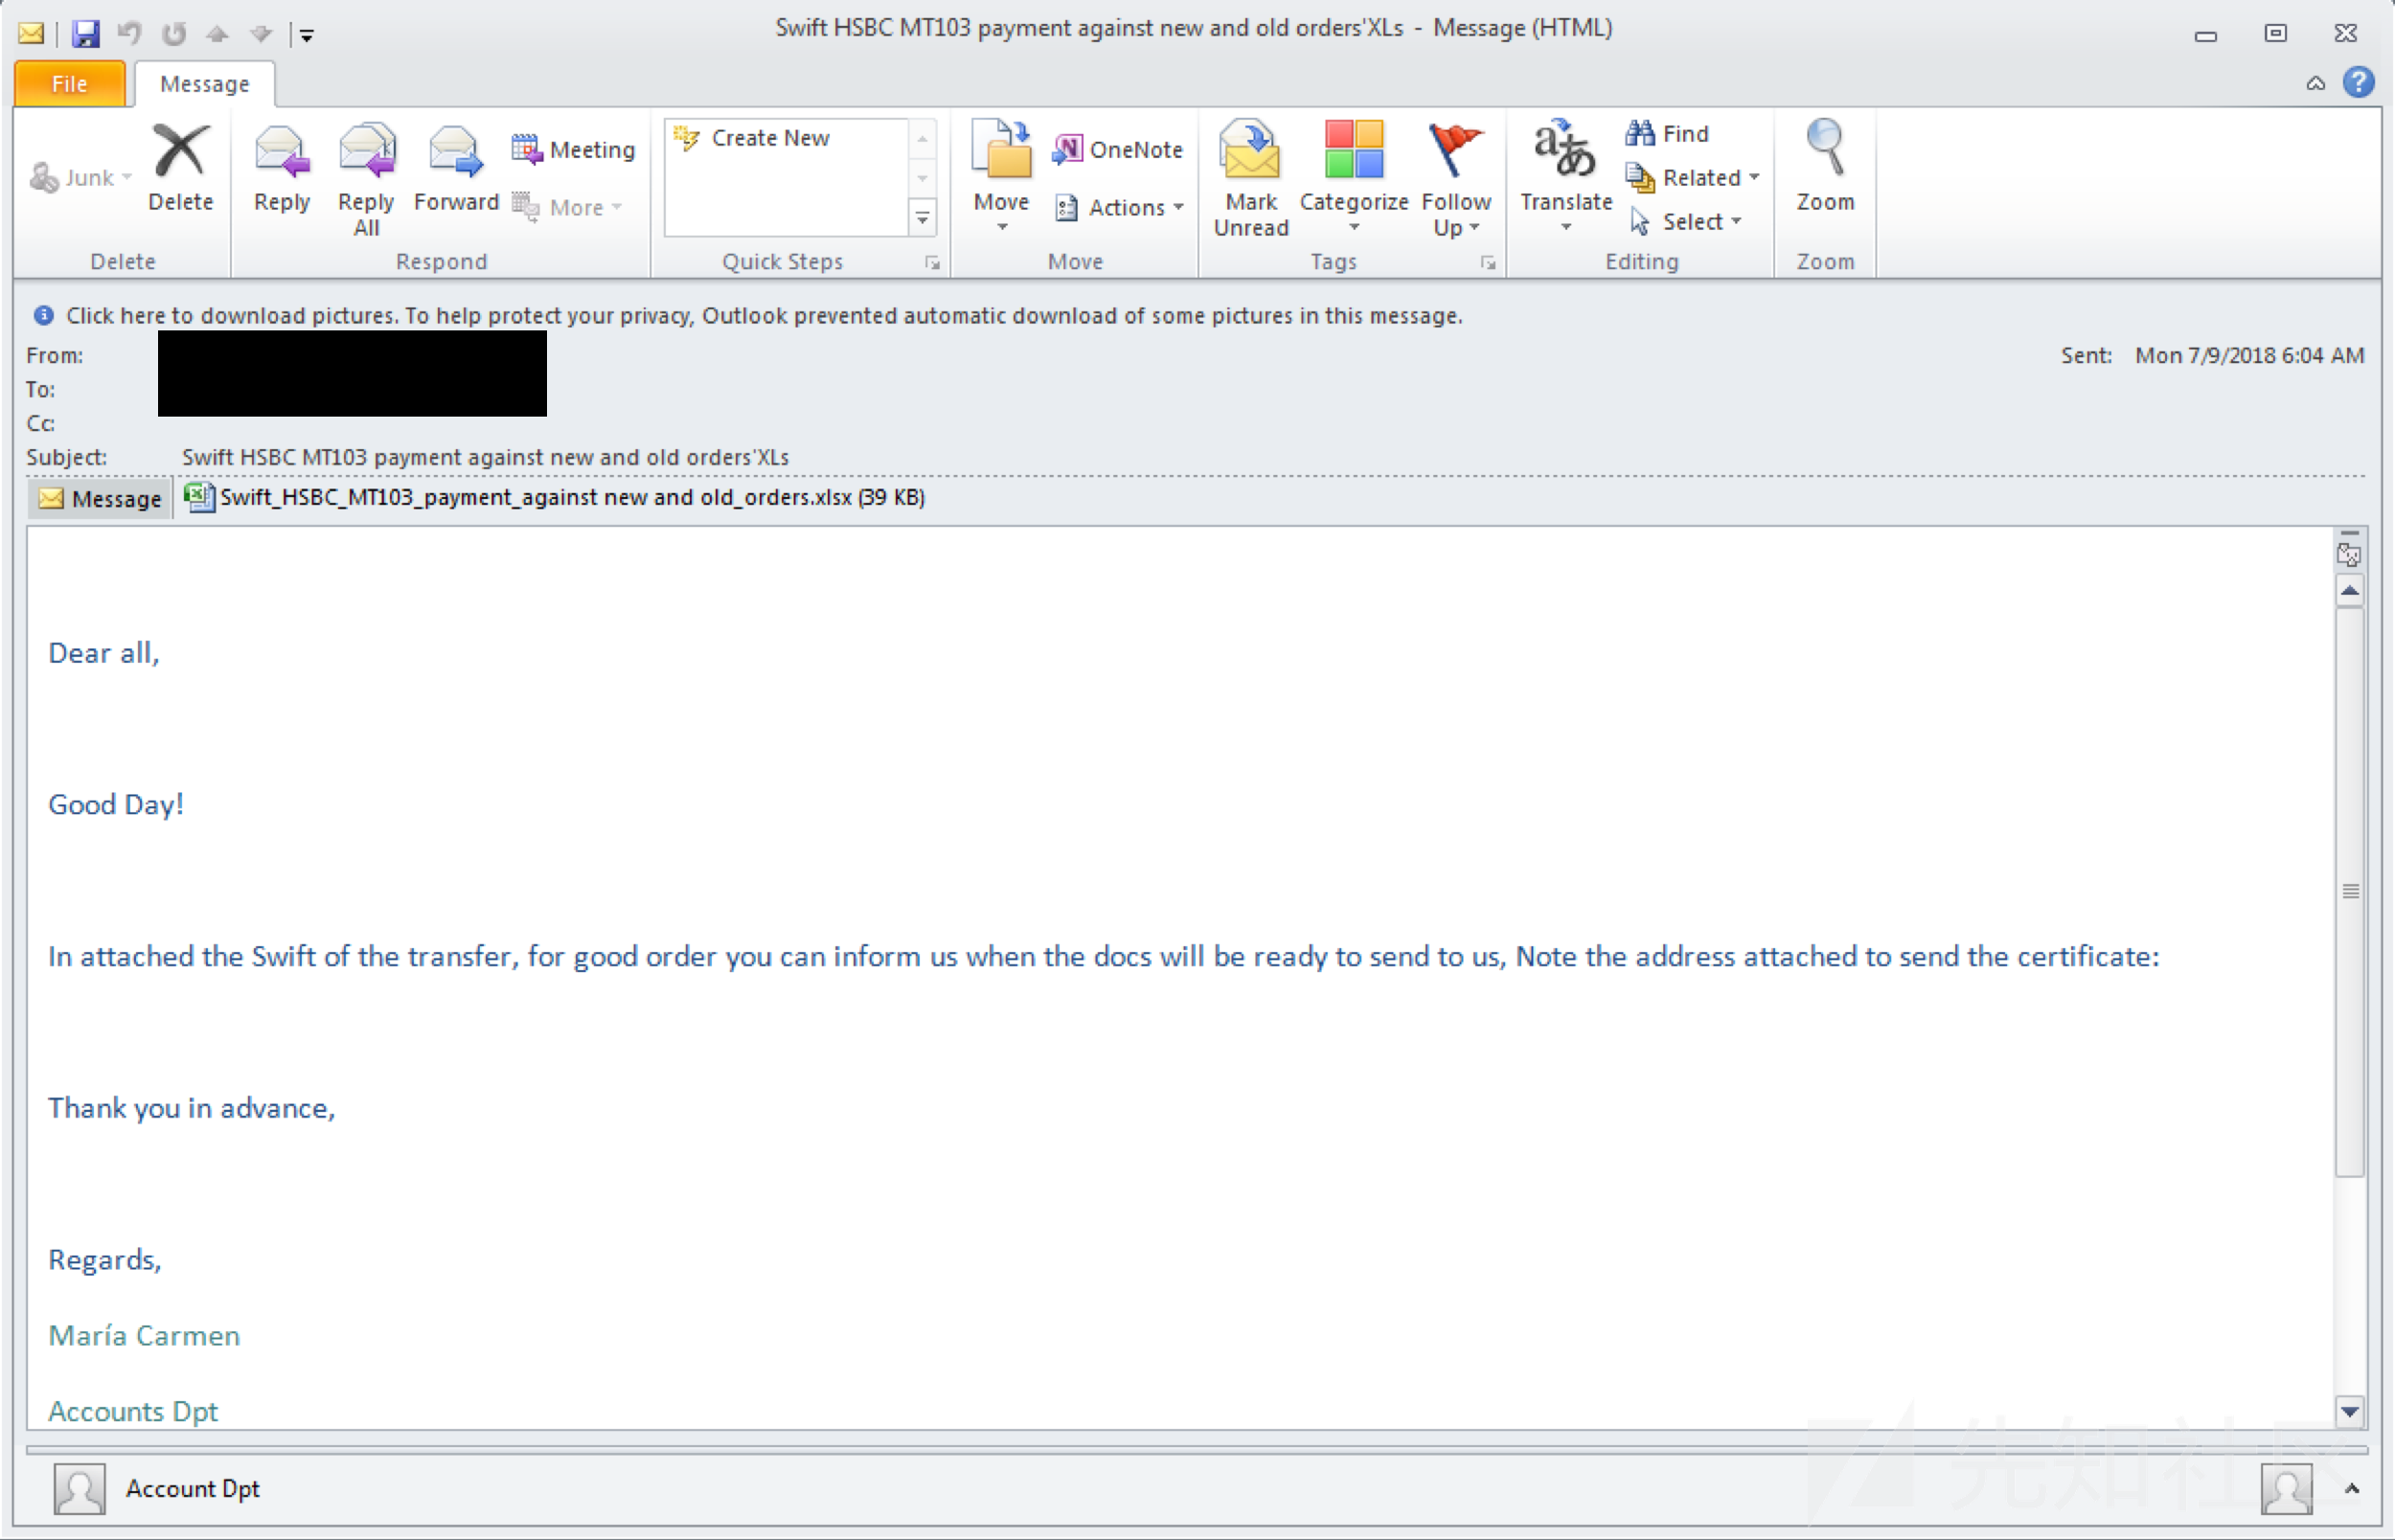 Swift HSBC MT103 payment against new and old orders'XLs - Message (HTML)
File
Message
Junk
Delete
Delete
Reply
Reply All
Forward
Meeting
More
Respond
Create New
Quick Steps
Move
OneNote
Actions
Move
Mark Unread
Categorize
Follow Up
Tags
Translate
Find
Related
Select
Editing
Zoom
Zoom
Click here to download pictures. To help protect your privacy, Outlook prevented automatic download of some pictures in this message.
From:
Sent: Mon 7/9/2018 6:04 AM
To:
Cc:
Subject: Swift HSBC MT103 payment against new and old orders'XLs
Message
Swift_HSBC_MT103_payment_against new and old_orders.xlsx (39 KB)
Dear all,
Good Day!
In attached the Swift of the transfer, for good order you can inform us when the docs will be ready to send to us, Note the address attached to send the certificate:
Thank you in advance,
Regards,
María Carmen
Accounts Dpt
Account Dpt
先知社区